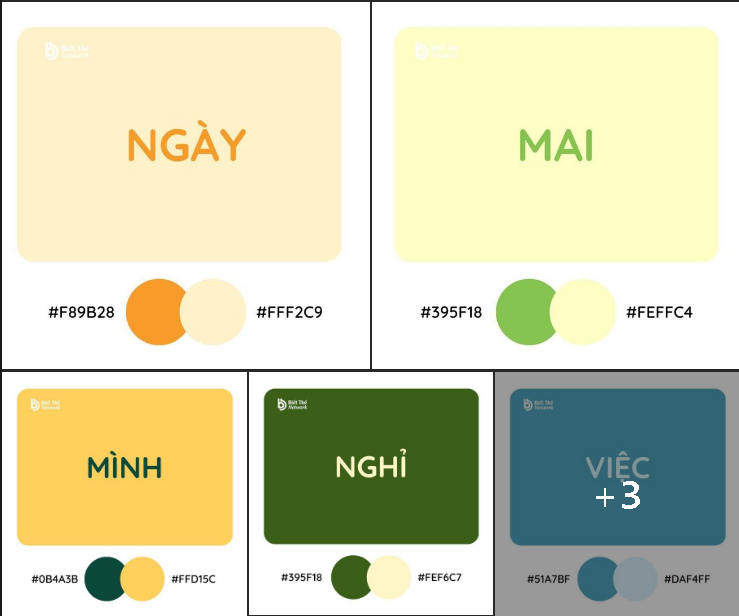 Biết Thế
Network
NGÀY
#F89B28
#FFF2C9
Biết Thế
Network
MAI
#395F18
#FEFFC4
Biết Thế
Network
MÌNH
#0B4A3B
#FFD15C
Biết Thế
Network
NGHỈ
#395F18
#FEF6C7
Biết Thế
Network
VIỆC
+3
#51A7BF
#DAF4FF